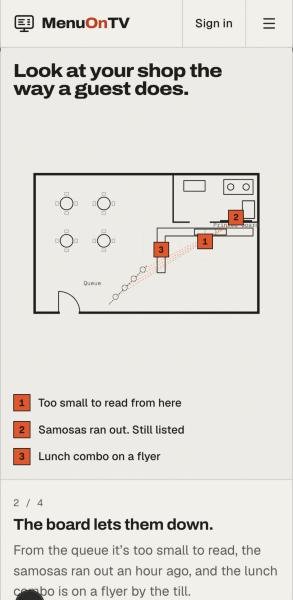 MenuOnTV
Sign in
Look at your shop the
way a guest does.
2
1
3
Queue
1 Too small to read from here
2 Samosas ran out. Still listed
3 Lunch combo on a flyer
2 / 4
The board lets them down.
From the queue it's too small to read, the
samosas ran out an hour ago, and the lunch
combo is on a flyer by the till.